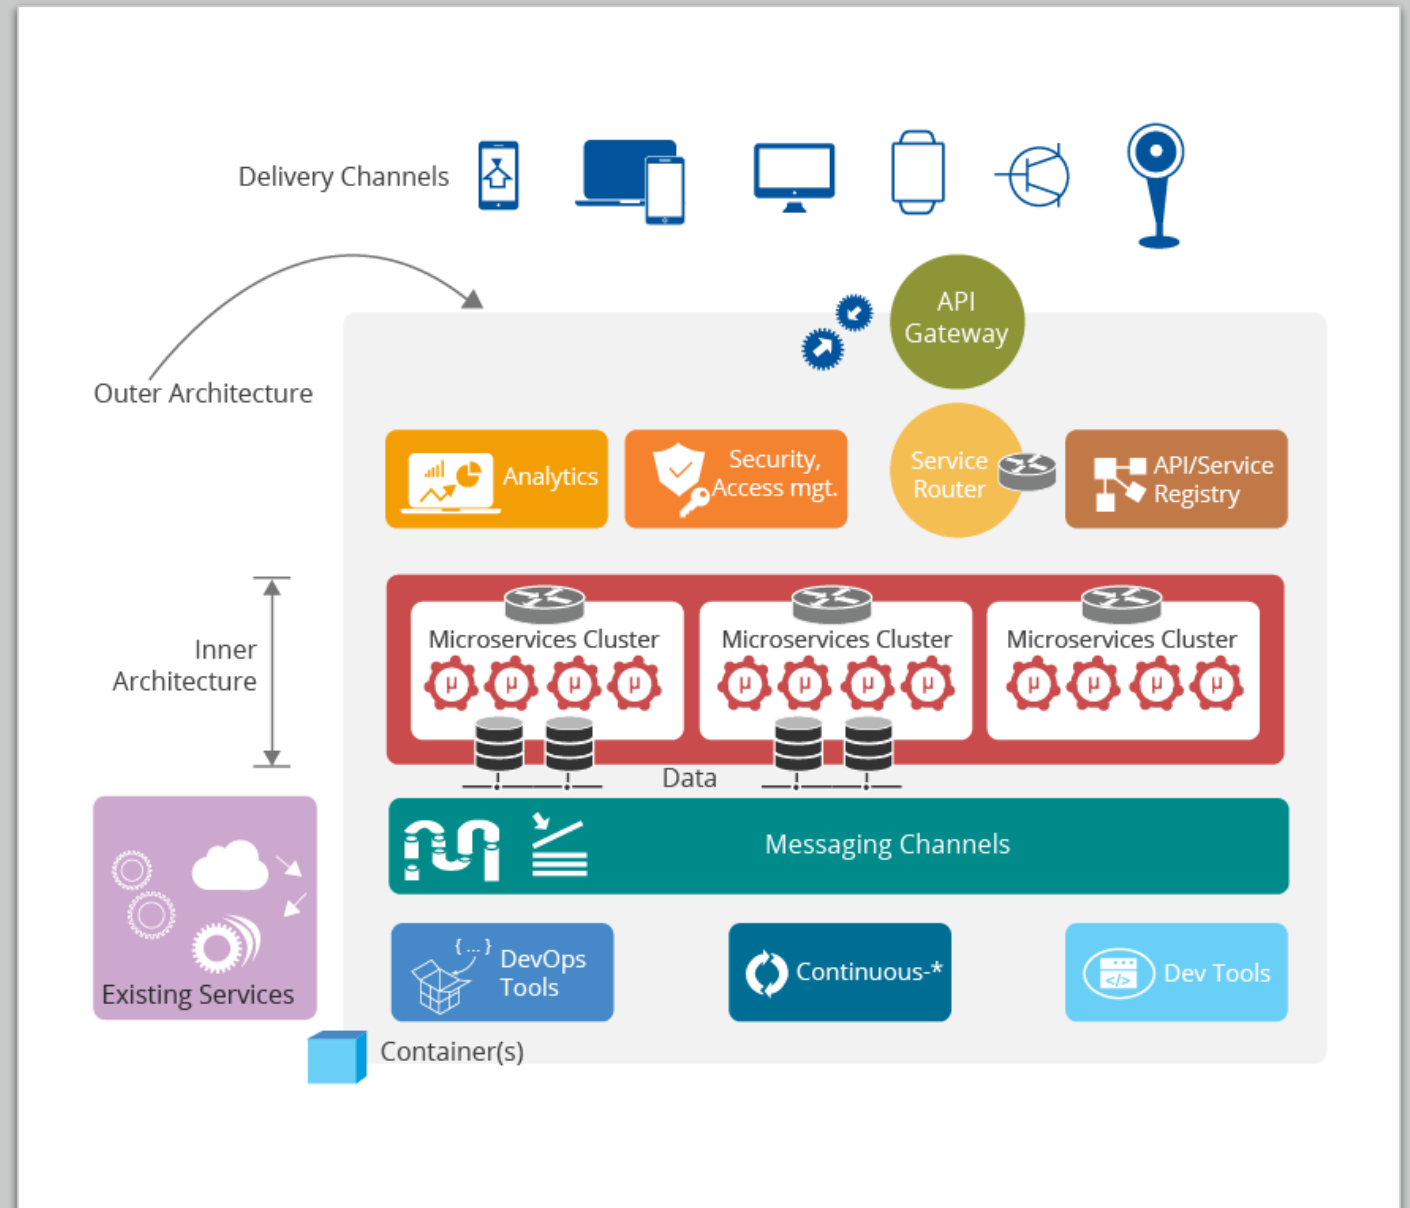 Delivery Channels
API
Gateway
Outer Architecture
Analytics
Security,
Access mgt.
Service
Router
API/Service
Registry
Inner
Architecture
Microservices Cluster
µ µ µ µ
Microservices Cluster
µ µ µ µ
Microservices Cluster
µ µ µ µ
Data
Messaging Channels
Existing Services
{ ... }
DevOps
Tools
Continuous-*
</>
Dev Tools
Container(s)